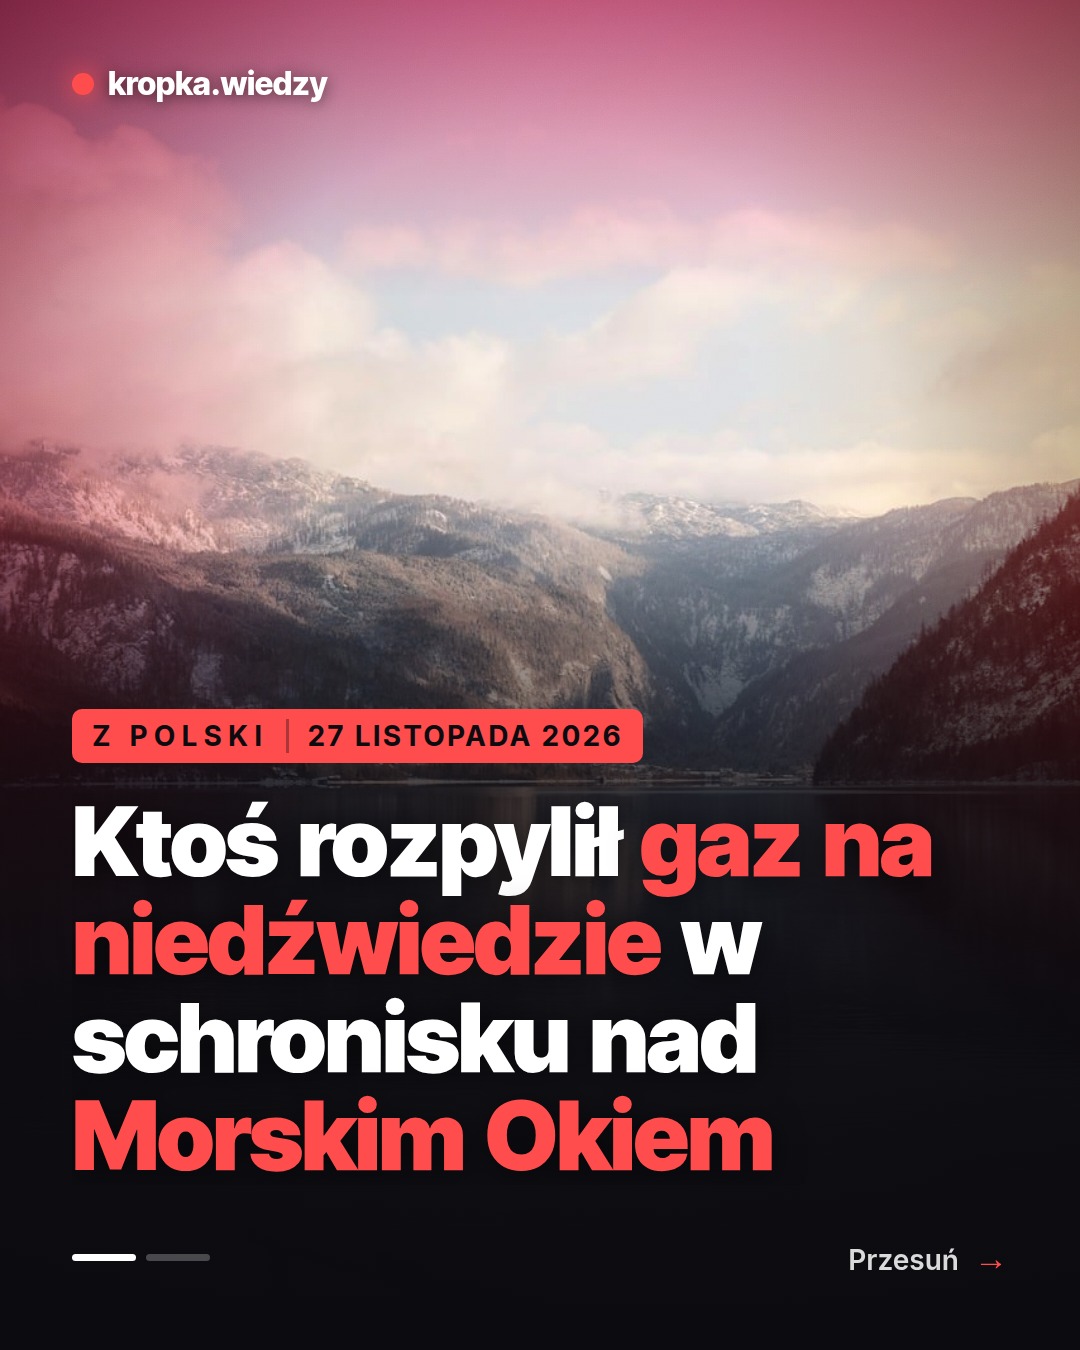 kropka.wiedzy
Z POLSKI | 27 LISTOPADA 2026
Ktoś rozpylił gaz na
niedźwiedzie w
schronisku nad
Morskim Okiem
Przesuń →